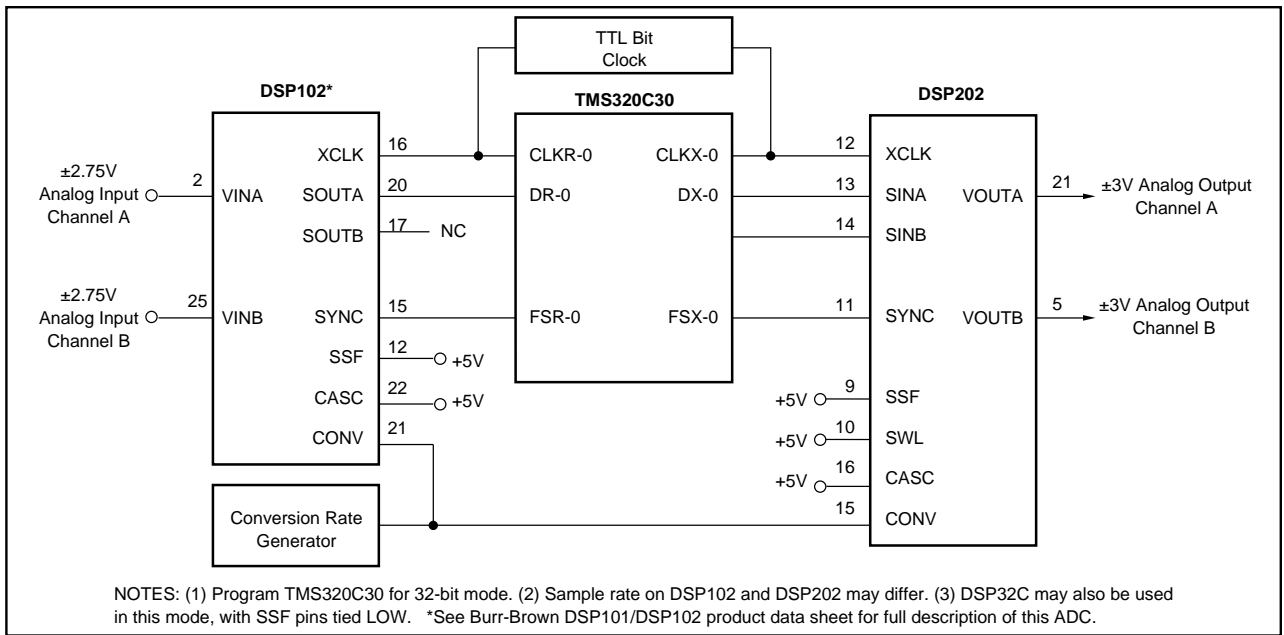 TTL Bit
Clock
DSP102*
TMS320C30
DSP202
XCLK
16
CLKR-0
CLKX-0
12
XCLK
±2.75V
Analog Input
Channel A
2
VINA
SOUTA
20
DR-0
DX-0
13
SINA
VOUTA
21
±3V Analog Output
Channel A
SOUTB
17
NC
14
SINB
±2.75V
Analog Input
Channel B
25
VINB
SYNC
15
FSR-0
FSX-0
11
SYNC
VOUTB
5
±3V Analog Output
Channel B
SSF
12
+5V
CASC
22
+5V
CONV
21
+5V
9
SSF
+5V
10
SWL
+5V
16
CASC
15
CONV
Conversion Rate
Generator
NOTES: (1) Program TMS320C30 for 32-bit mode. (2) Sample rate on DSP102 and DSP202 may differ. (3) DSP32C may also be used
in this mode, with SSF pins tied LOW. *See Burr-Brown DSP101/DSP102 product data sheet for full description of this ADC.